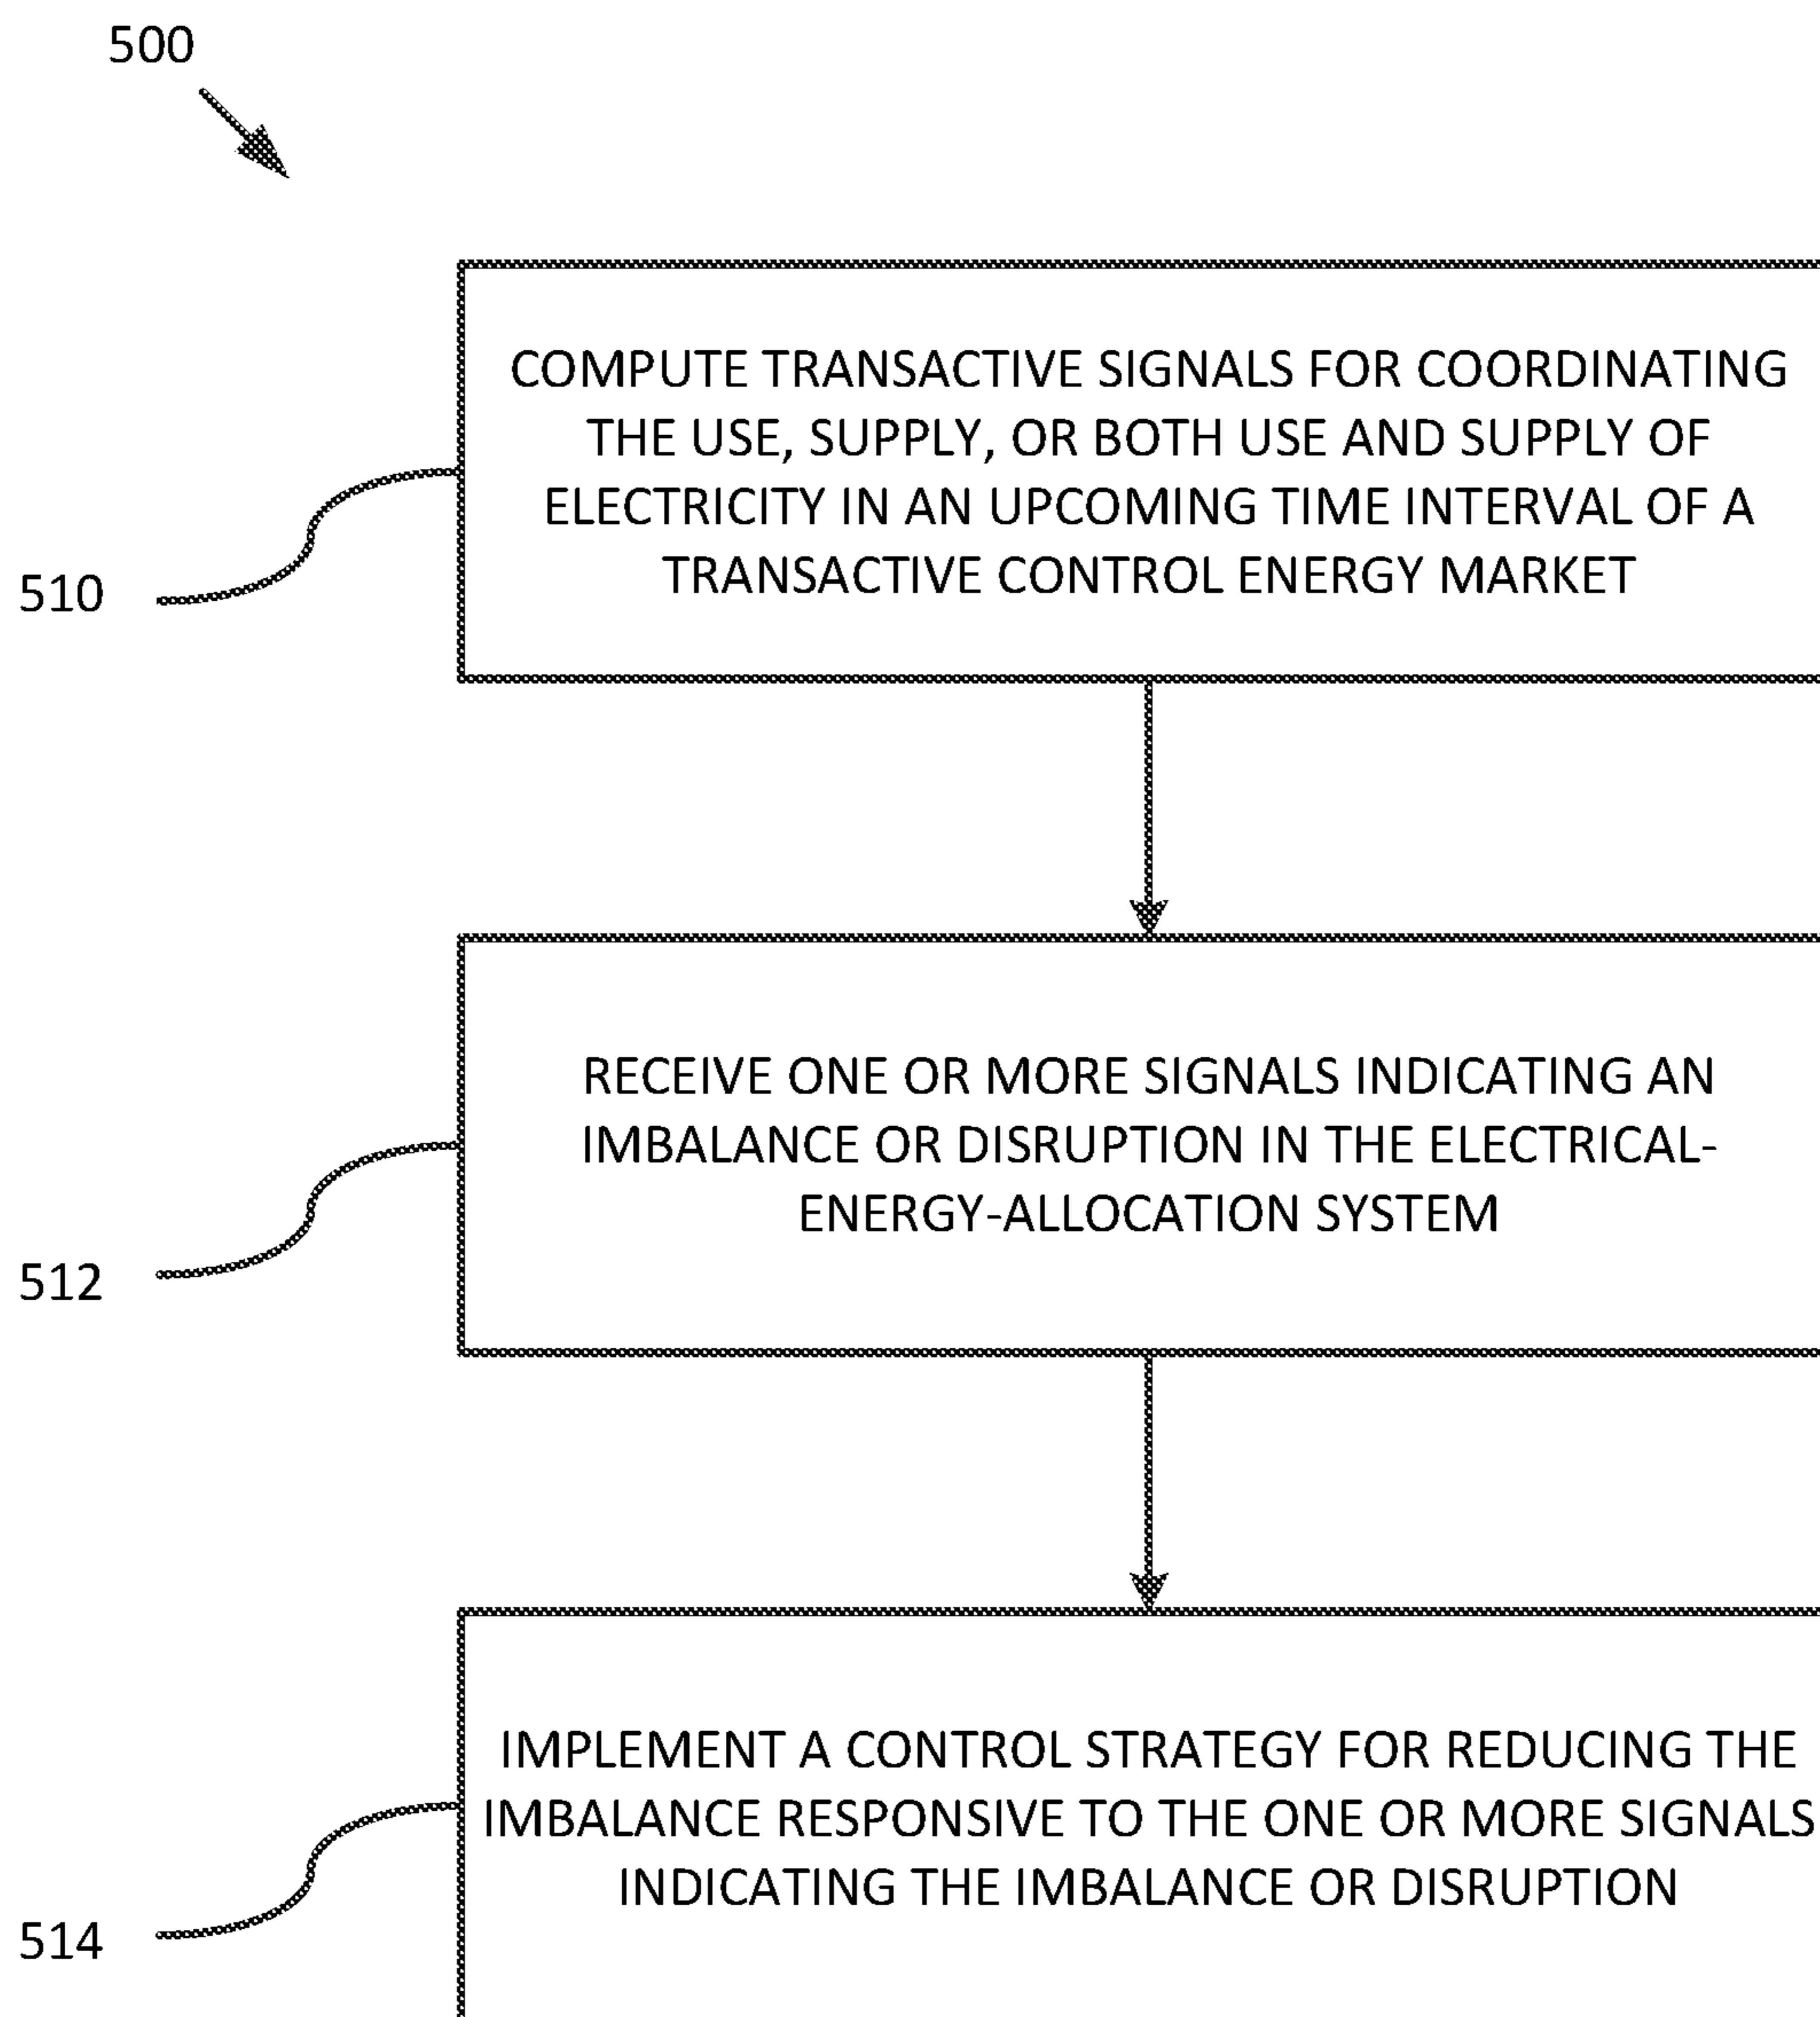 500
COMPUTE TRANSACTIVE SIGNALS FOR COORDINATING
THE USE, SUPPLY, OR BOTH USE AND SUPPLY OF
ELECTRICITY IN AN UPCOMING TIME INTERVAL OF A
TRANSACTIVE CONTROL ENERGY MARKET
510
RECEIVE ONE OR MORE SIGNALS INDICATING AN
IMBALANCE OR DISRUPTION IN THE ELECTRICAL-
ENERGY-ALLOCATION SYSTEM
512
IMPLEMENT A CONTROL STRATEGY FOR REDUCING THE
IMBALANCE RESPONSIVE TO THE ONE OR MORE SIGNALS
INDICATING THE IMBALANCE OR DISRUPTION
514